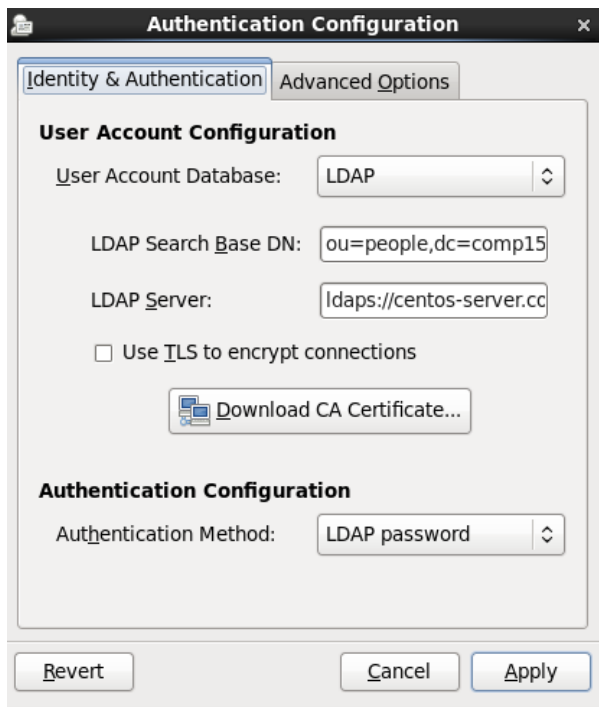 Authentication Configuration
Identity & Authentication
Advanced Options
User Account Configuration
User Account Database: LDAP
LDAP Search Base DN: ou=people,dc=comp15
LDAP Server: ldaps://centos-server.cc
Use TLS to encrypt connections
Download CA Certificate...
Authentication Configuration
Authentication Method: LDAP password
Revert
Cancel
Apply